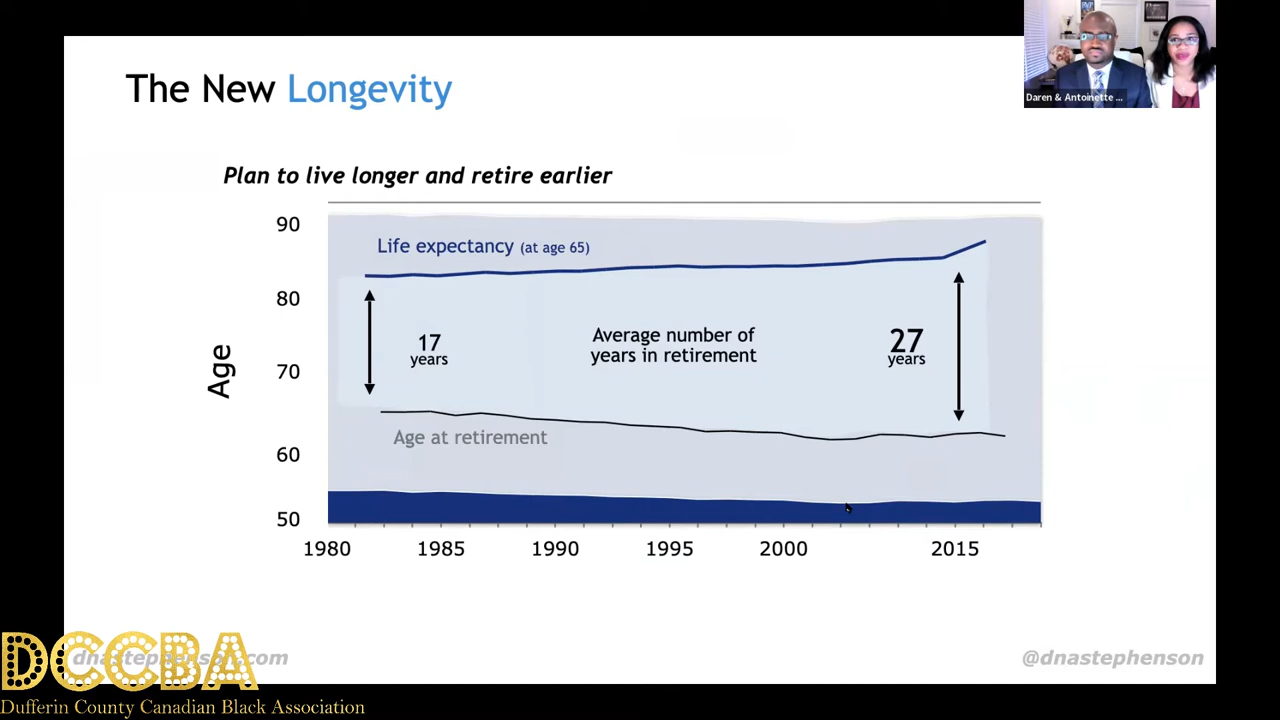 The New Longevity
Daren & Antoinette ...
Plan to live longer and retire earlier
90
Life expectancy (at age 65)
80
17
years
Average number of
years in retirement
27
years
Age
70
Age at retirement
60
50
1980 1985 1990 1995 2000 2015
DCCBA
dnastephenson.com
@dnastephenson
Dufferin County Canadian Black Association